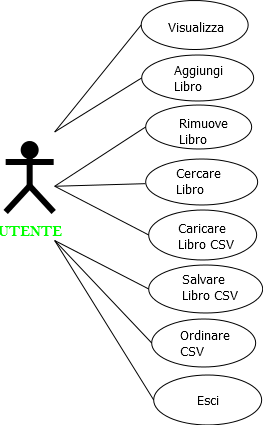 Visualizza
Aggiungi
Libro
Rimuove
Libro
Cercare
Libro
UTENTE
Caricare
Libro CSV
Salvare
Libro CSV
Ordinare
CSV
Esci